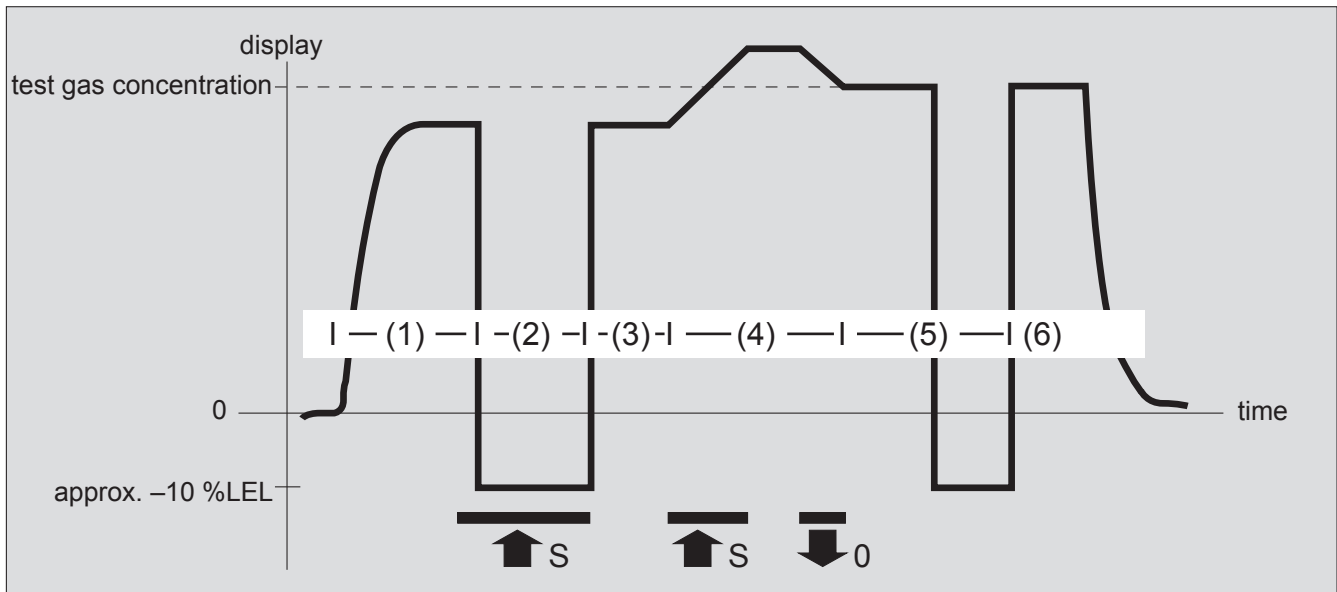 display
test gas concentration
I — (1) — I -(2) –I -(3)-I — (4) — I — (5) — I (6)
0
time
approx. –10 %LEL
S
S
0